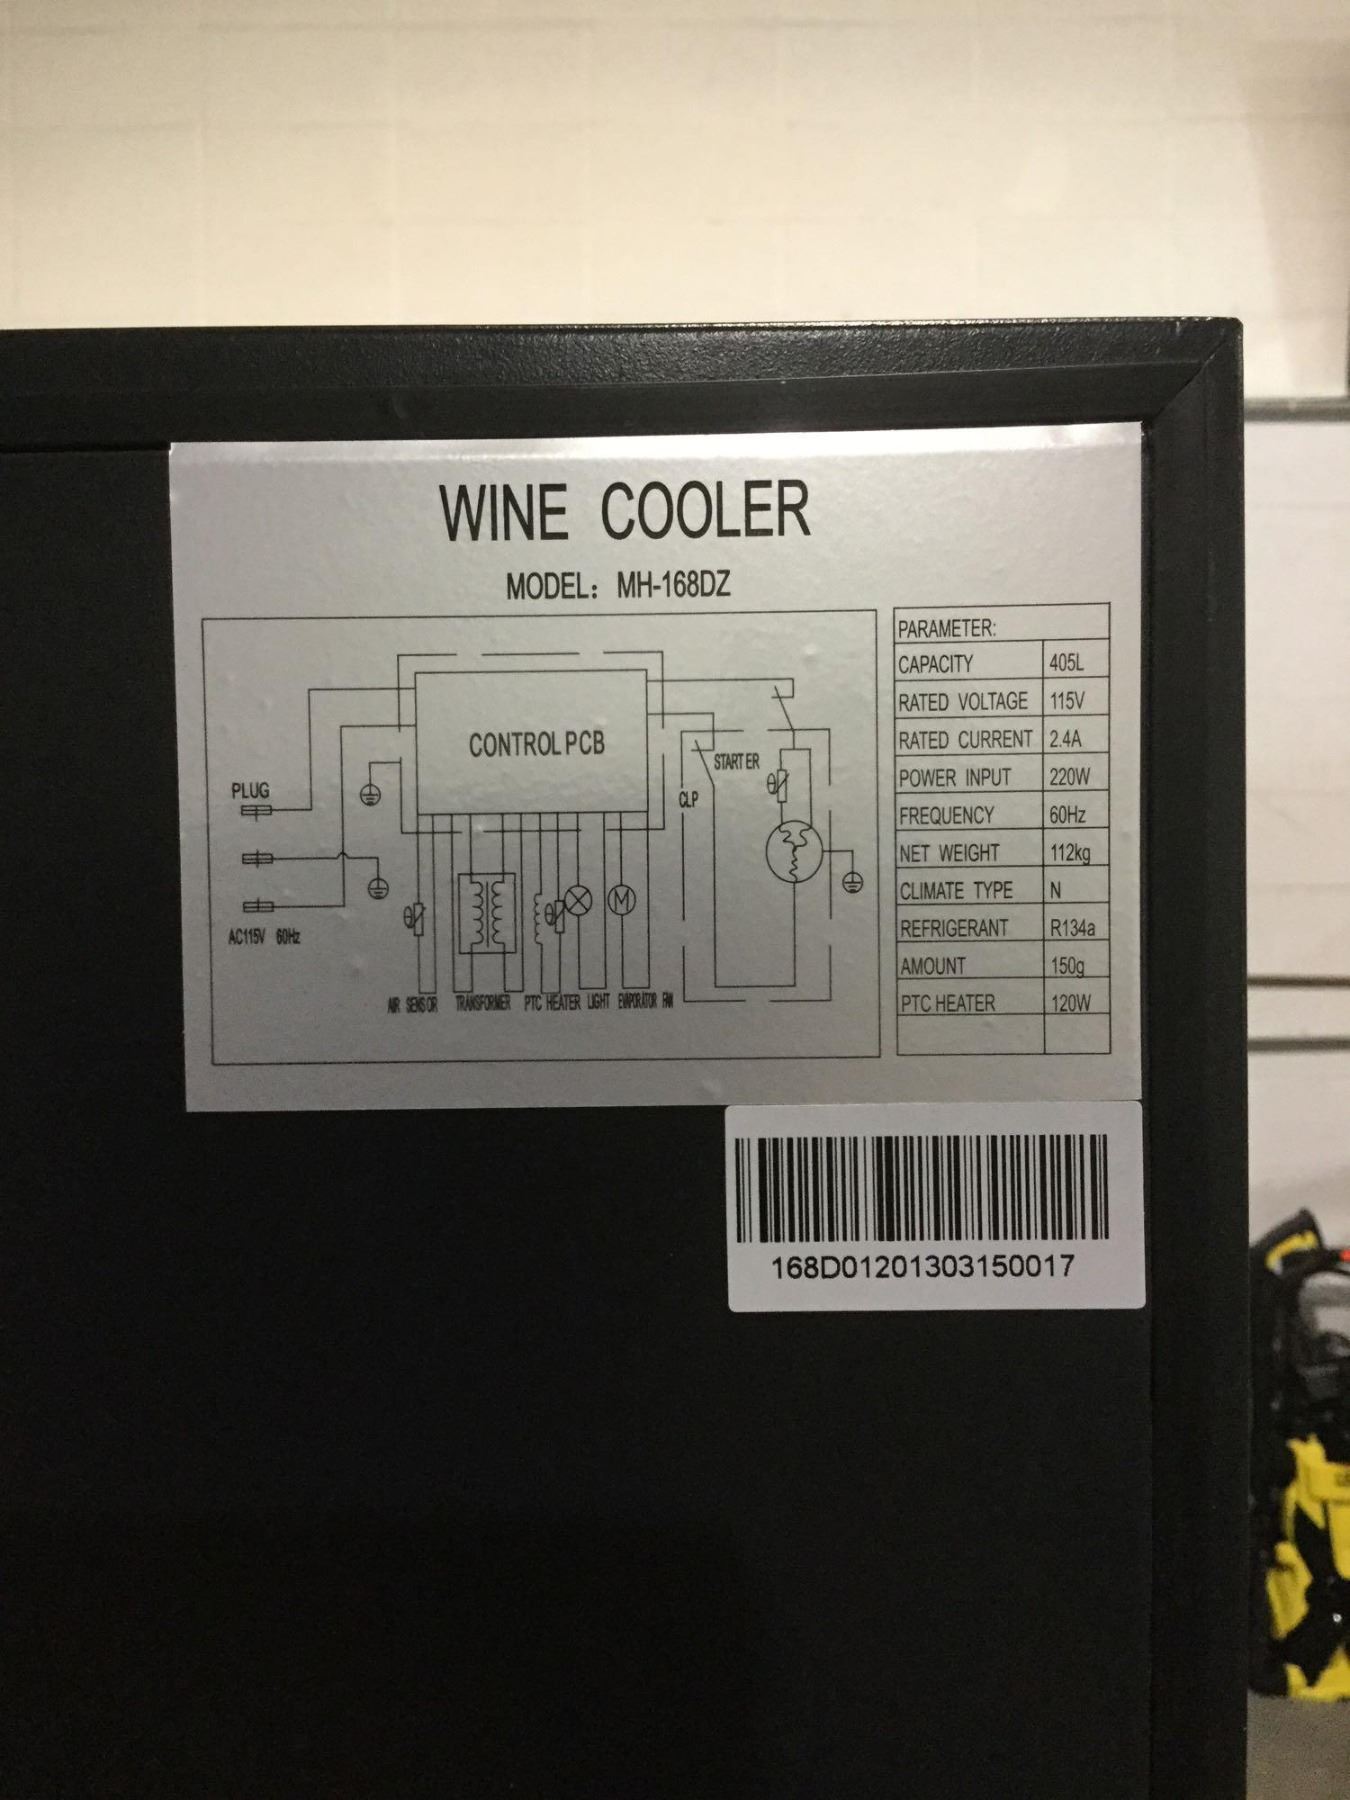 WINE COOLER
MODEL: MH-168DZ
CONTROL PCB
PLUG
AC115V 60Hz
STARTER
CLP
θ
θ
θ
M
AIR SENSOR TRANSFORMER PTC HEATER LIGHT EVAPORATOR FAN
PARAMETER:
CAPACITY 405L
RATED VOLTAGE 115V
RATED CURRENT 2.4A
POWER INPUT 220W
FREQUENCY 60Hz
NET WEIGHT 112kg
CLIMATE TYPE N
REFRIGERANT R134a
AMOUNT 150g
PTC HEATER 120W
168D01201303150017